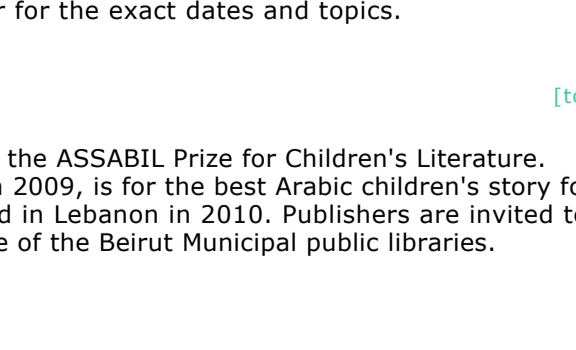 for the exact dates and topics.
the ASSABIL Prize for Children's Literature.
2009, is for the best Arabic children's story
in Lebanon in 2010. Publishers are invited
of the Beirut Municipal public libraries.